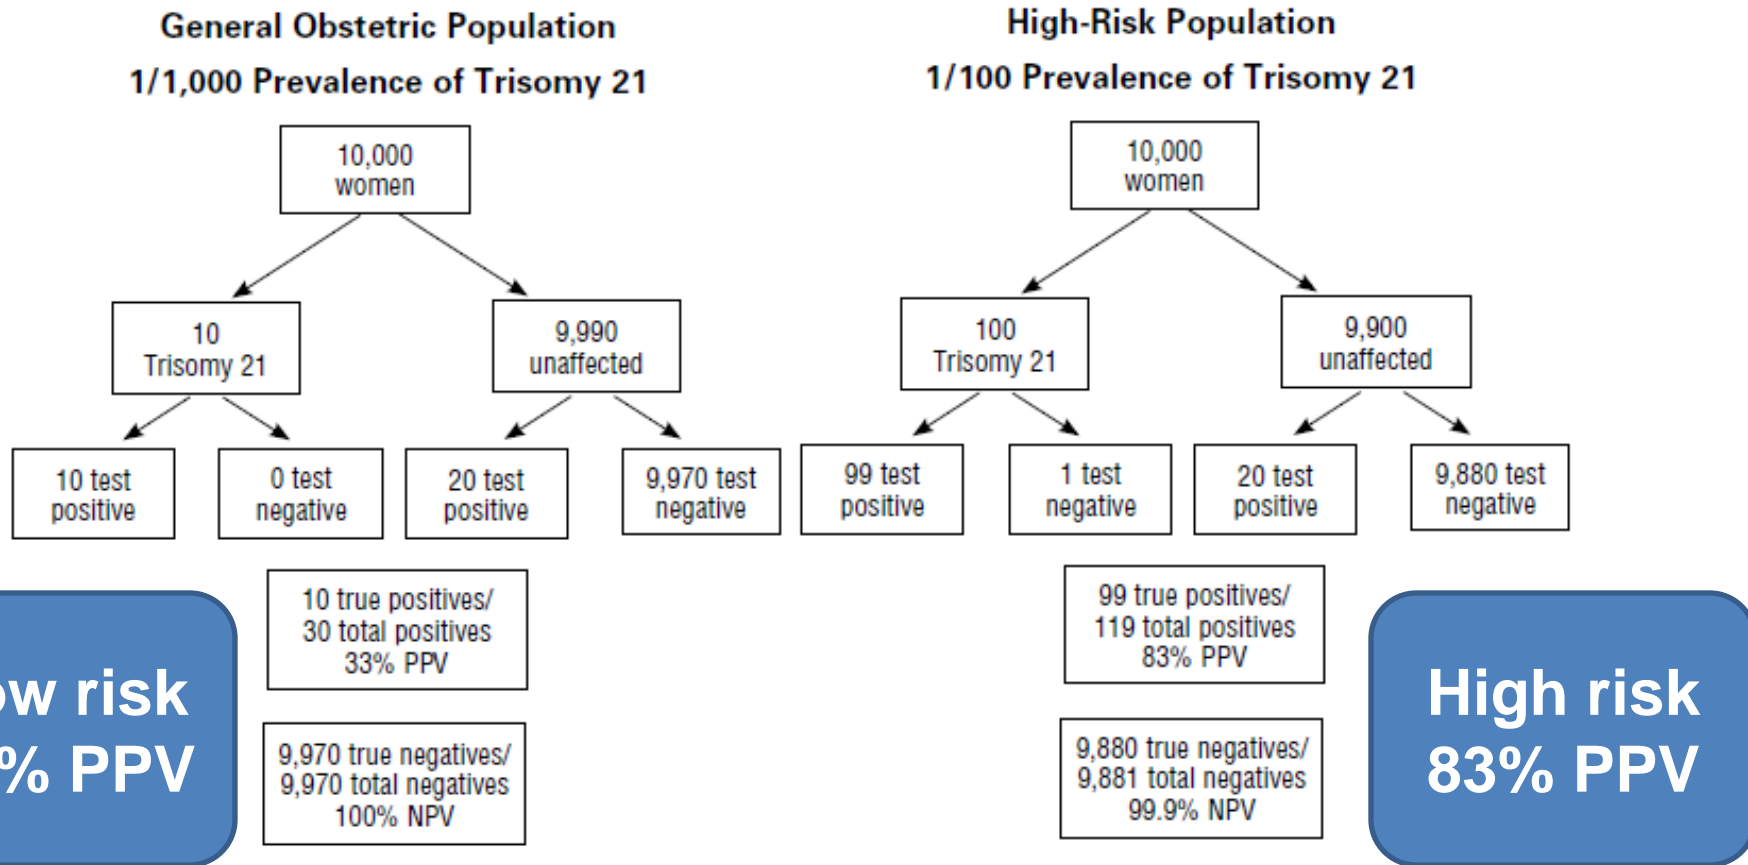 General Obstetric Population
1/1,000 Prevalence of Trisomy 21
10,000
women
10
Trisomy 21
9,990
unaffected
10 test
positive
0 test
negative
20 test
positive
9,970 test
negative
10 true positives/
30 total positives
33% PPV
9,970 true negatives/
9,970 total negatives
100% NPV
risk
% PPV
High-Risk Population
1/100 Prevalence of Trisomy 21
10,000
women
100
Trisomy 21
9,900
unaffected
99 test
positive
1 test
negative
20 test
positive
9,880 test
negative
99 true positives/
119 total positives
83% PPV
9,880 true negatives/
9,881 total negatives
99.9% NPV
High risk
83% PPV